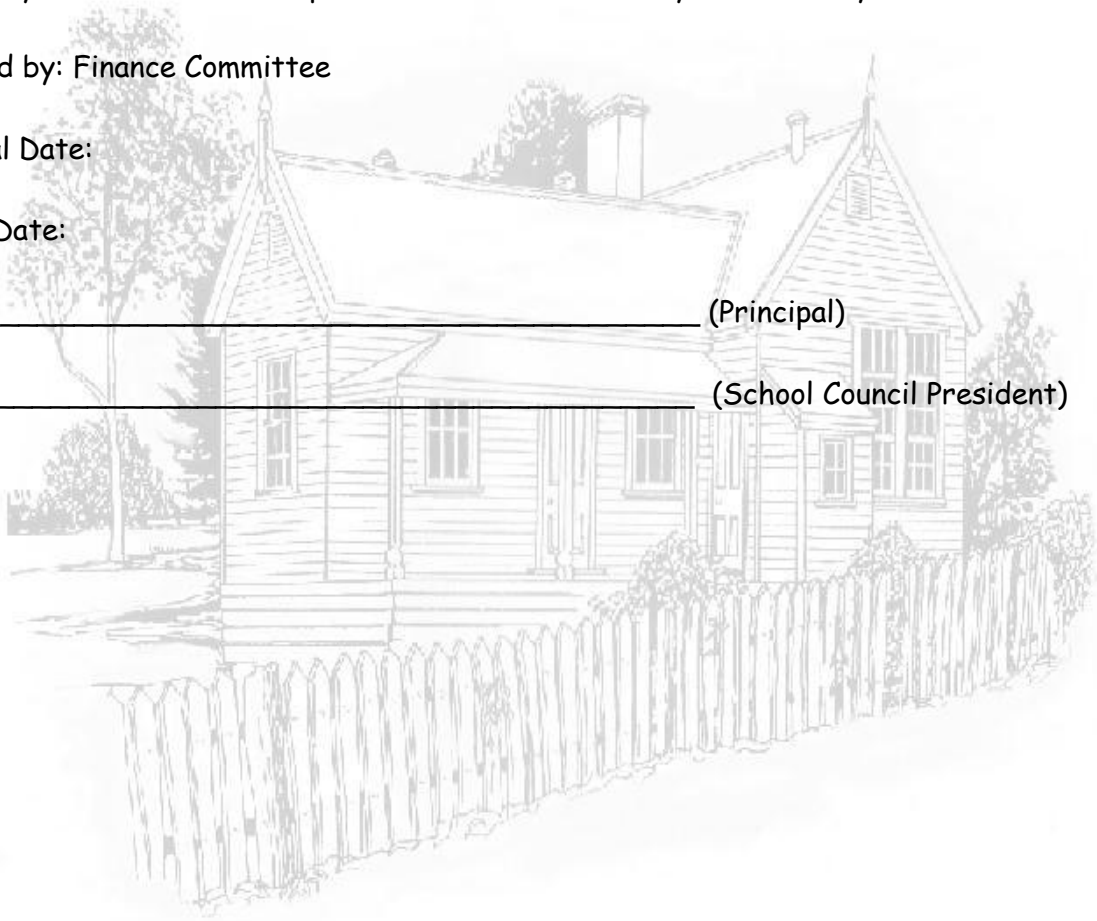 d by: Finance Committee
l Date:
Date:
(Principal)
(School Council President)